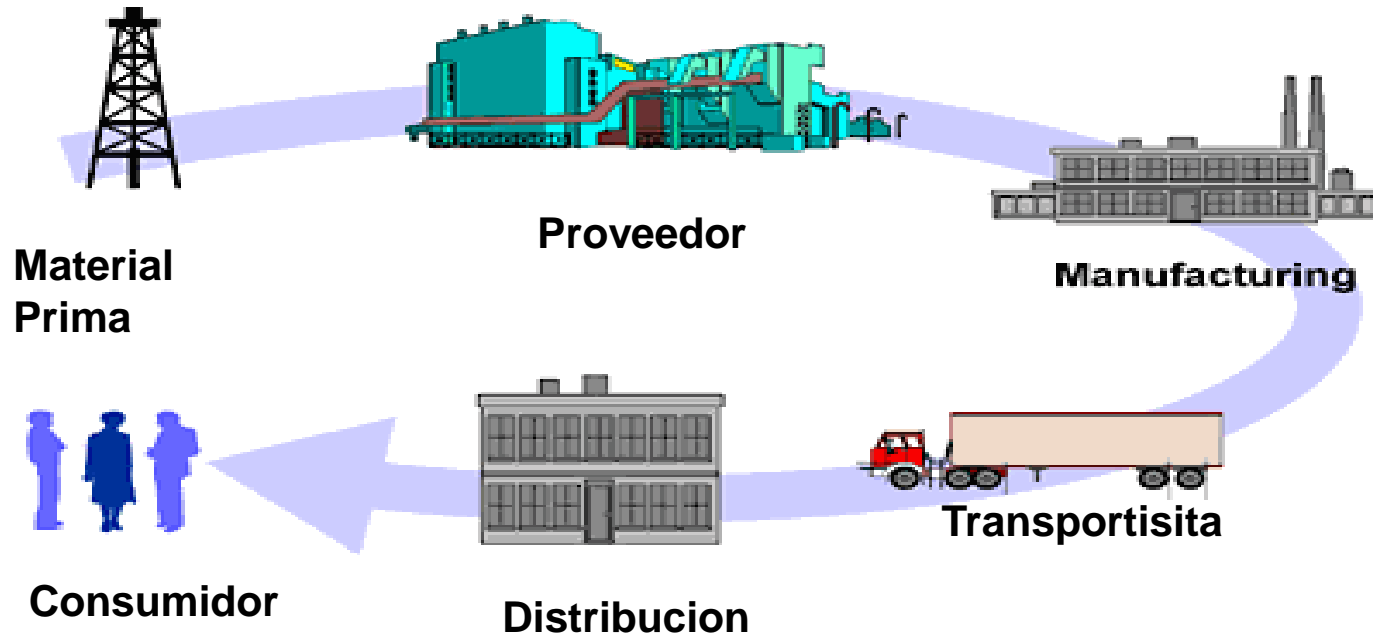 Material
Prima
Proveedor
Manufacturing
Transportisita
Distribucion
Consumidor